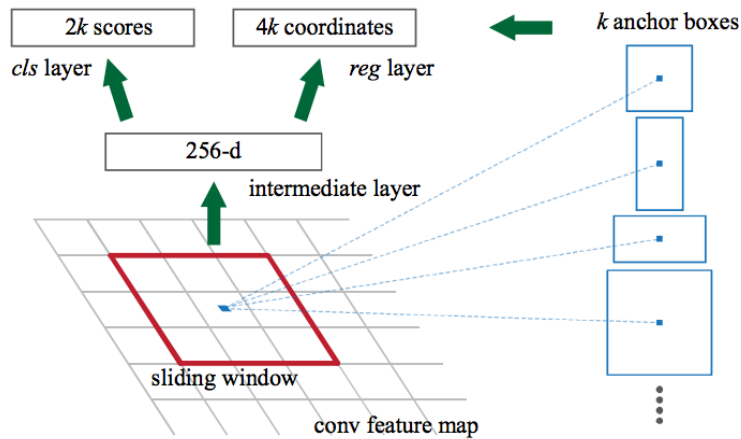 2k scores
4k coordinates
k anchor boxes
cls layer
reg layer
256-d
intermediate layer
sliding window
conv feature map